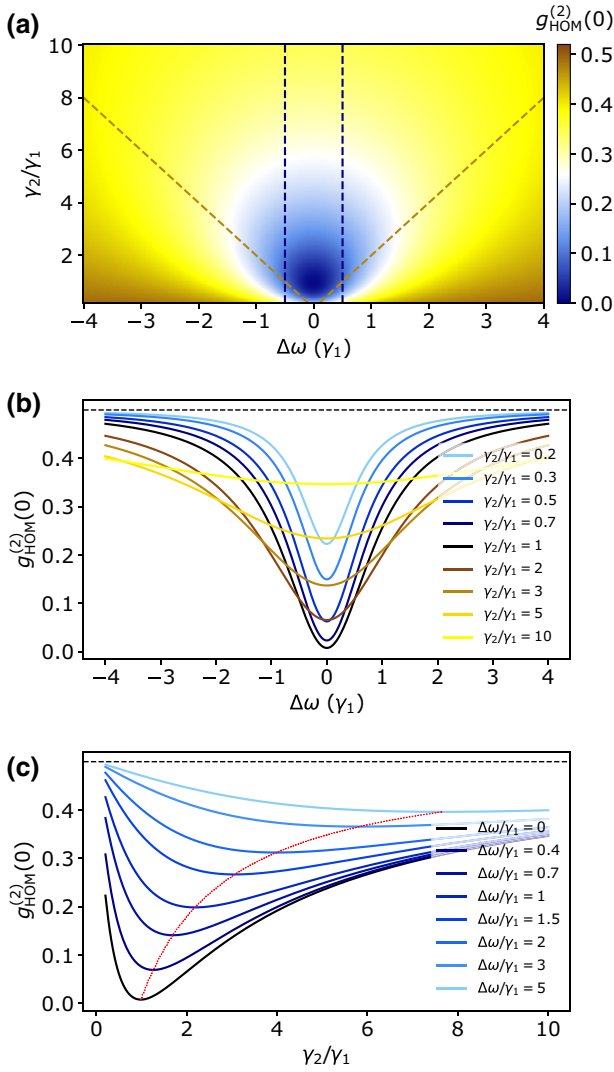 (a)
g_HOM^(2)(0)
10
8
6
4
2
γ2/γ1
−4 −3 −2 −1 0 1 2 3 4
Δω (γ1)
0.5
0.4
0.3
0.2
0.1
0.0
(b)
0.4
0.3
0.2
0.1
0.0
g_HOM^(2)(0)
γ2/γ1 = 0.2
γ2/γ1 = 0.3
γ2/γ1 = 0.5
γ2/γ1 = 0.7
γ2/γ1 = 1
γ2/γ1 = 2
γ2/γ1 = 3
γ2/γ1 = 5
γ2/γ1 = 10
−4 −3 −2 −1 0 1 2 3 4
Δω (γ1)
(c)
0.4
0.3
0.2
0.1
0.0
g_HOM^(2)(0)
Δω/γ1 = 0
Δω/γ1 = 0.4
Δω/γ1 = 0.7
Δω/γ1 = 1
Δω/γ1 = 1.5
Δω/γ1 = 2
Δω/γ1 = 3
Δω/γ1 = 5
0 2 4 6 8 10
γ2/γ1